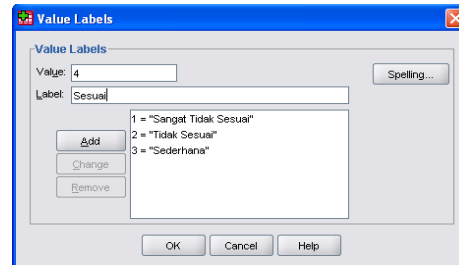 Value Labels
Value Labels
Value: 4
Spelling...
Label: Sesuai
1 = "Sangat Tidak Sesuai"
2 = "Tidak Sesuai"
3 = "Sederhana"
Add
Change
Remove
OK Cancel Help